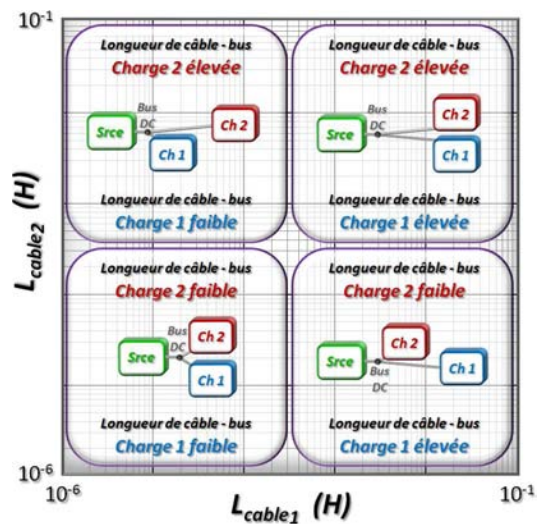 10^-1
Longueur de câble - bus
Charge 2 élevée
Bus
DC
Srce
Ch 2
Ch 1
Longueur de câble - bus
Charge 1 faible
Longueur de câble - bus
Charge 2 élevée
Bus
DC
Srce
Ch 2
Ch 1
Longueur de câble - bus
Charge 1 élevée
L_cable2 (H)
Longueur de câble - bus
Charge 2 faible
Bus
DC
Srce
Ch 2
Ch 1
Longueur de câble - bus
Charge 1 faible
Longueur de câble - bus
Charge 2 faible
Srce
Ch 2
Ch 1
Bus
DC
Longueur de câble - bus
Charge 1 élevée
10^-6
10^-6
10^-1
L_cable1 (H)